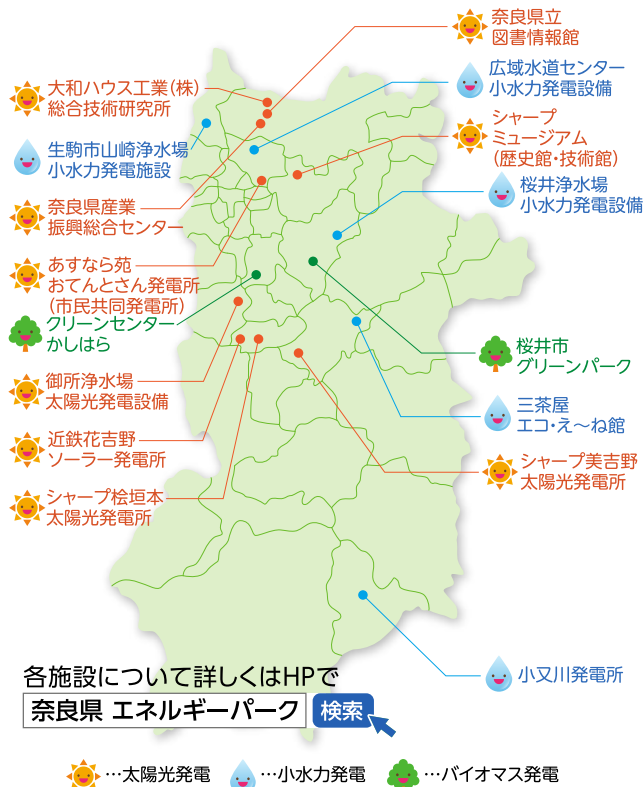 奈良県立
図書情報館
大和ハウス工業(株)
総合技術研究所
広域水道センター
小水力発電設備
生駒市山崎浄水場
小水力発電施設
シャープ
ミュージアム
(歴史館・技術館)
奈良県産業
振興総合センター
桜井浄水場
小水力発電設備
あすなら苑
おてんとさん発電所
(市民共同発電所)
クリーンセンター
かしはら
桜井市
グリーンパーク
御所浄水場
太陽光発電設備
三茶屋
エコ・え〜ね館
近鉄花吉野
ソーラー発電所
シャープ美吉野
太陽光発電所
シャープ桧垣本
太陽光発電所
小又川発電所
各施設について詳しくはHPで
奈良県 エネルギーパーク 検索
…太陽光発電 …小水力発電 …バイオマス発電